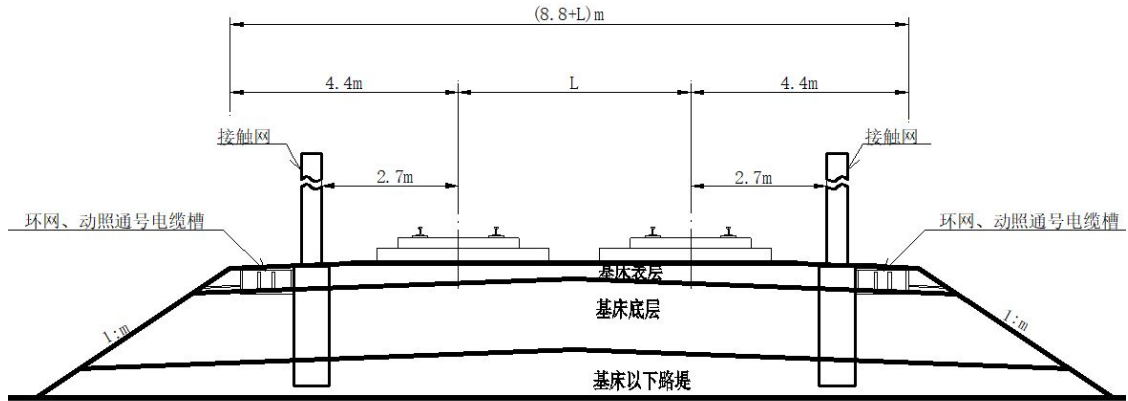 (8.8+L)m
4.4m
L
4.4m
接触网
接触网
2.7m
2.7m
环网、动照通号电缆槽
环网、动照通号电缆槽
基床表层
基床底层
1:m
1:m
基床以下路堤